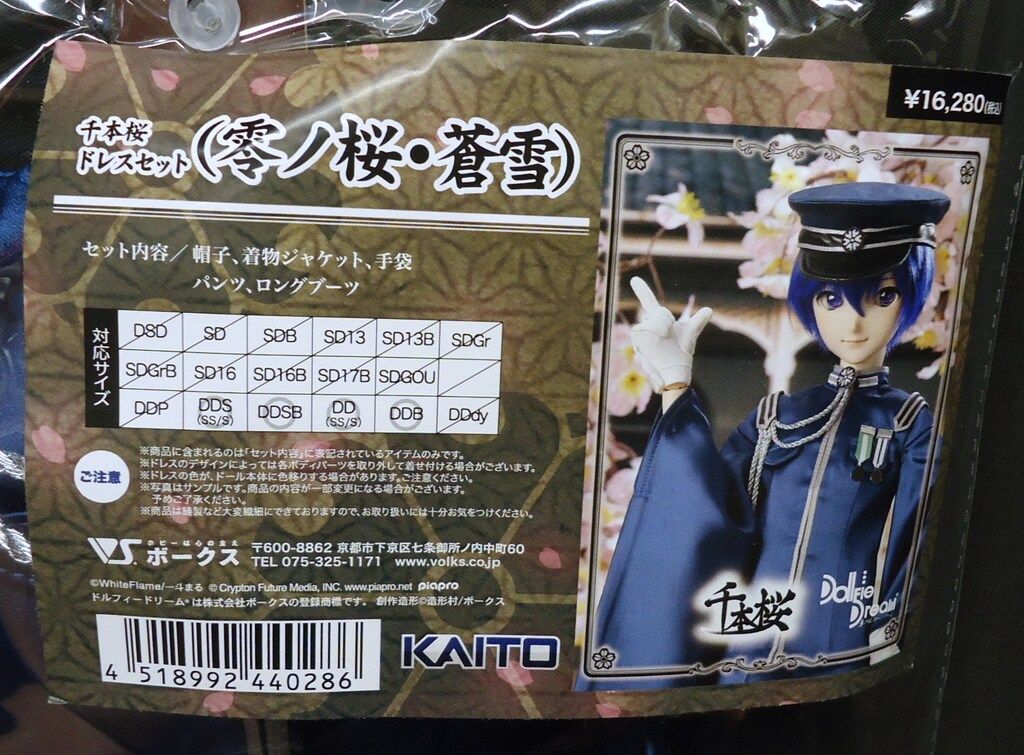 ¥16,280(税込)
千本桜
ドレスセット(零ノ桜・蒼雪)
セット内容／帽子、着物ジャケット、手袋
パンツ、ロングブーツ
対応サイズ
DSD SD SDB SD13 SD13B SDGr
SDGrB SD16 SD16B SD17B SDGOU
DDP DDS(SS/S) DDSB DD(SS/S) DDB DDdy
ご注意
※商品に含まれるのは「セット内容」に表記されているアイテムのみです。
※ドレスのデザインによっては各ボディパーツを取り外して着せ付ける場合がございます。
※ドレスの色が、ドール本体に色移りする場合があります。ご注意ください。
※写真はサンプルです。商品の内容が一部変更になる場合がございます。
予めご了承ください。
※商品は縫製など大変繊細にできておりますので、お取り扱いには十分お気をつけください。
VS. ホビーは心の支え ボークス
〒600-8862 京都市下京区七条御所ノ内中町60
TEL 075-325-1171 www.volks.co.jp
©WhiteFlame/一斗まる © Crypton Future Media, INC. www.piapro.net piapro
ドルフィードリーム®は株式会社ボークスの登録商標です。 創作造形©造形村/ボークス
4 518992 440286
KAITO
千本桜
Dollfie Dream®